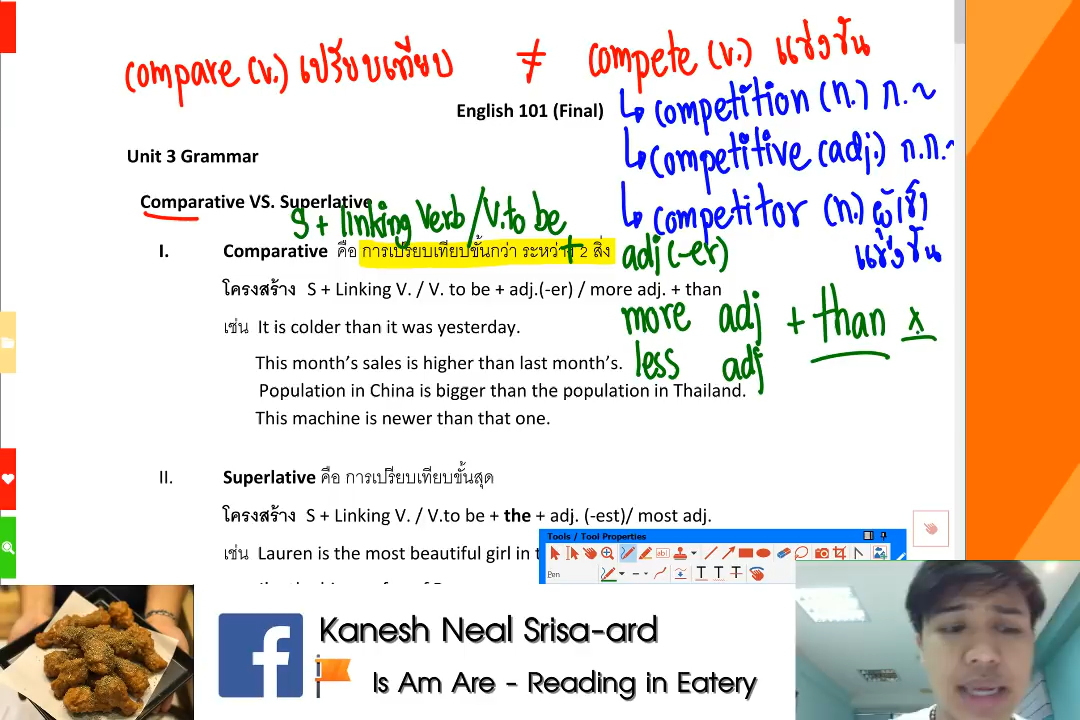 compare (v.) เปรียบเทียบ ≠ compete (v.) แข่งขัน
English 101 (Final)
↳ competition (n.) ก.~
Unit 3 Grammar
↳ competitive (adj.) ก.ก.~
Comparative VS. Superlative
↳ competitor (n.) ผู้เข้า
แข่งขัน
S + linking verb / V. to be +
adj (-er)
more adj + than x
less adj
I. Comparative คือ การเปรียบเทียบขั้นกว่า ระหว่าง 2 สิ่ง
โครงสร้าง S + Linking V. / V. to be + adj.(-er) / more adj. + than
เช่น It is colder than it was yesterday.
This month's sales is higher than last month's.
Population in China is bigger than the population in Thailand.
This machine is newer than that one.
II. Superlative คือ การเปรียบเทียบขั้นสุด
โครงสร้าง S + Linking V. / V.to be + the + adj. (-est)/ most adj.
เช่น Lauren is the most beautiful girl in t
Tools / Tool Properties
Pen
Kanesh Neal Srisa-ard
Is Am Are - Reading in Eatery